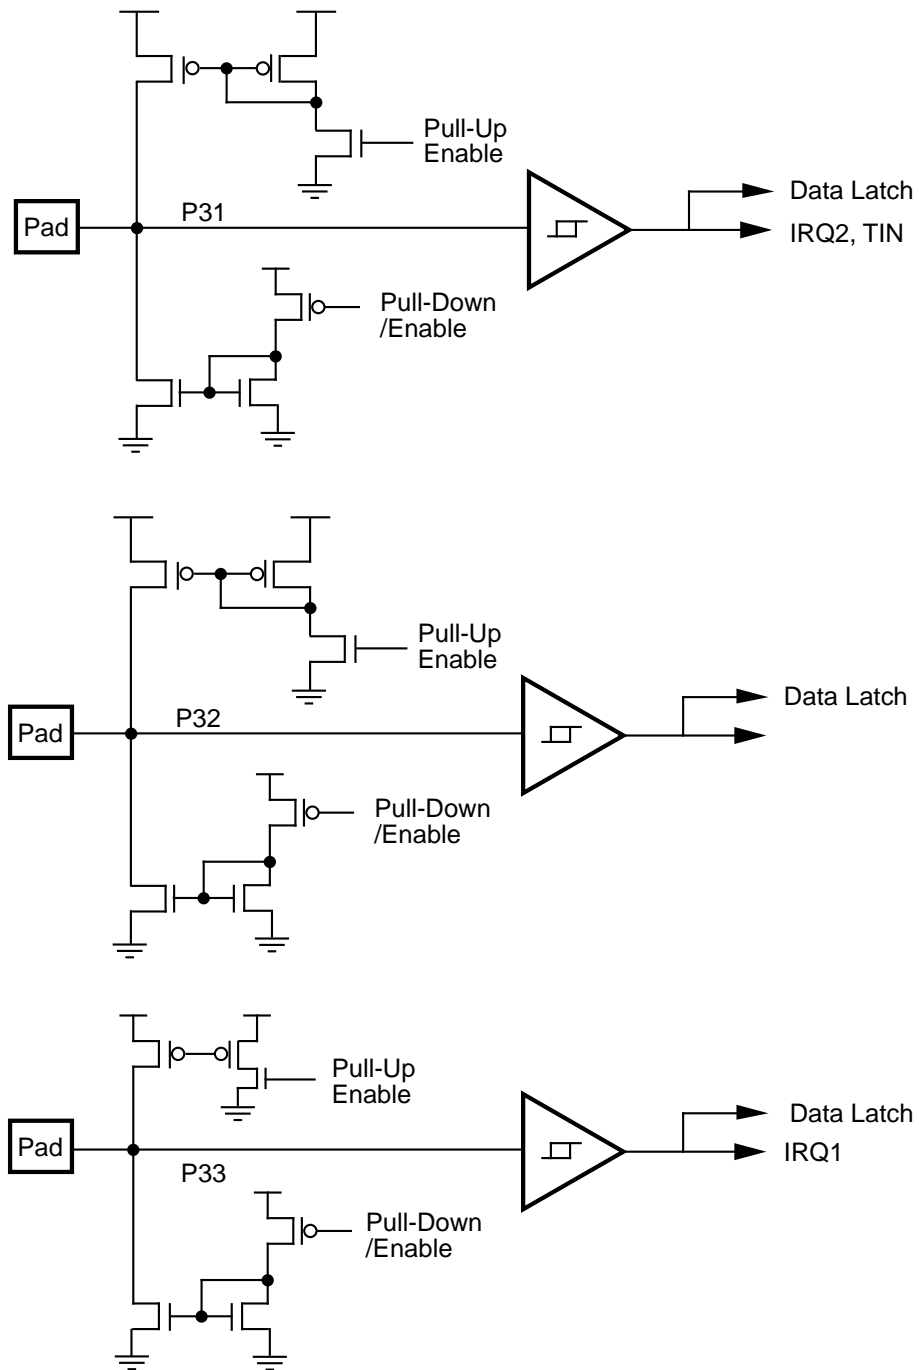 Pull-Up
Enable
Data Latch
P31
Pad
IRQ2, TIN
Pull-Down
/Enable
Pull-Up
Enable
Data Latch
P32
Pad
Pull-Down
/Enable
Pull-Up
Enable
Data Latch
Pad
IRQ1
P33
Pull-Down
/Enable